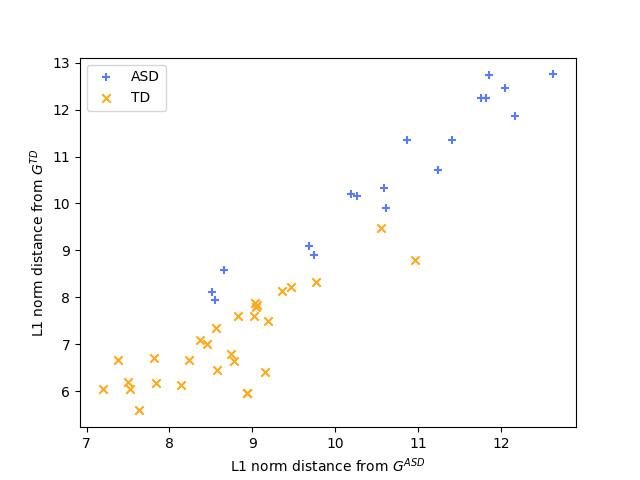 ASD
TD
13
12
11
10
9
8
7
6
L1 norm distance from G^{TD}
7 8 9 10 11 12
L1 norm distance from G^{ASD}